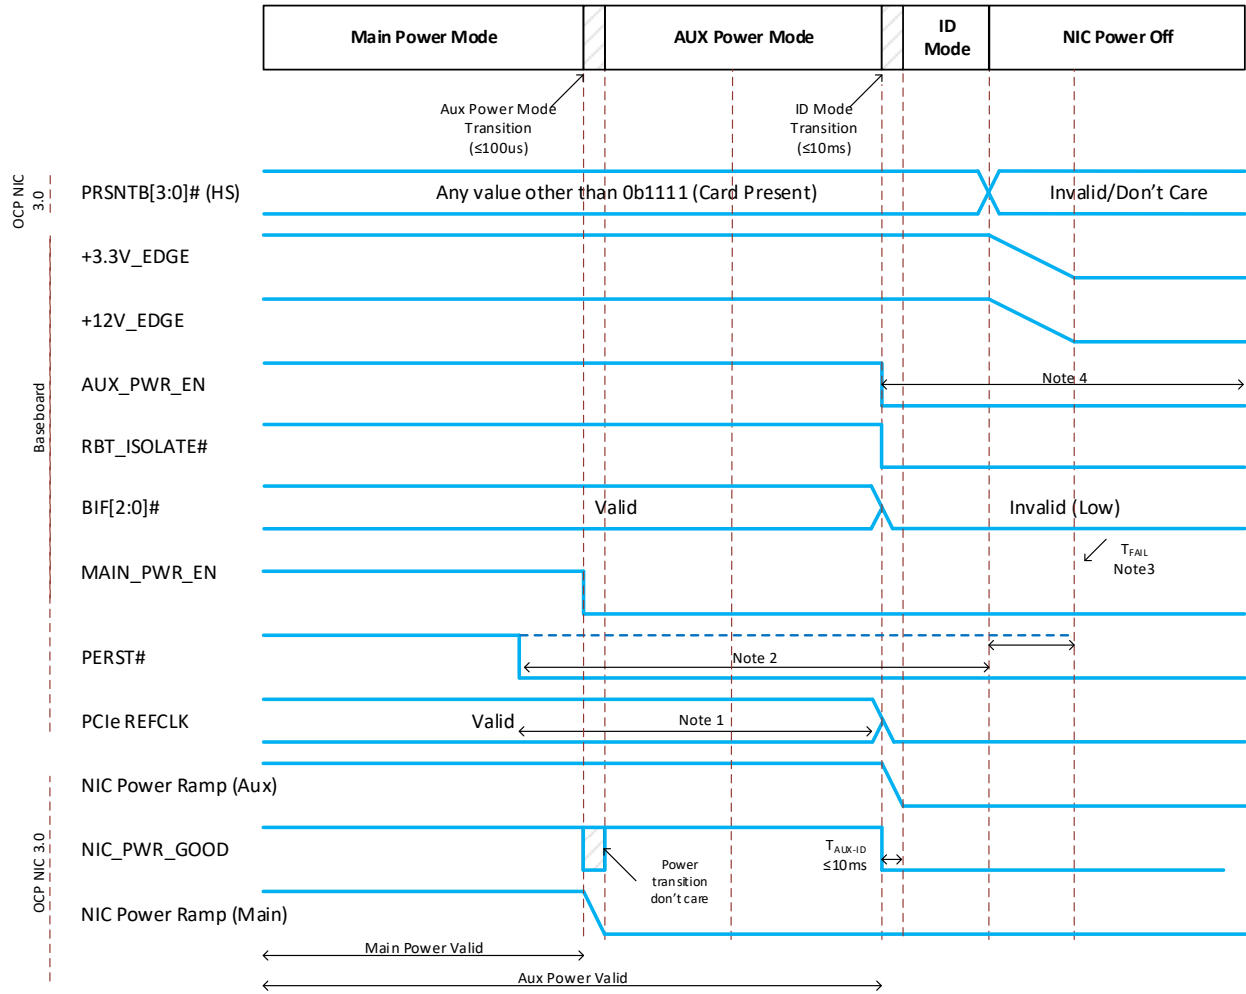 Main Power Mode
AUX Power Mode
ID
Mode
NIC Power Off
Aux Power Mode
Transition
(≤100us)
ID Mode
Transition
(≤10ms)
OCP NIC
3.0
PRSNTB[3:0]# (HS)
Any value other than 0b1111 (Card Present)
Invalid/Don't Care
+3.3V_EDGE
+12V_EDGE
Baseboard
AUX_PWR_EN
Note 4
RBT_ISOLATE#
BIF[2:0]#
Valid
Invalid (Low)
TFAIL
Note3
MAIN_PWR_EN
PERST#
Note 2
PCIe REFCLK
Valid
Note 1
OCP NIC 3.0
NIC Power Ramp (Aux)
NIC_PWR_GOOD
Power
transition
don't care
TAUX-ID
≤10ms
NIC Power Ramp (Main)
Main Power Valid
Aux Power Valid